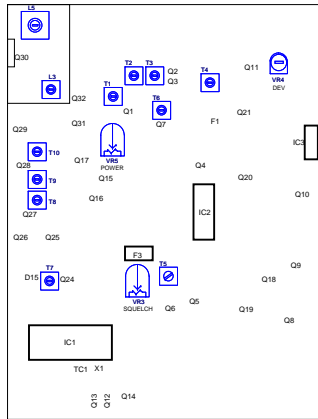 L5
Q30
T2 T3
Q2
Q3
T4
Q11
VR4
DEV
L3
Q32
T1
T6
Q1
Q7
F1
Q21
Q31
Q29
T10
Q28
Q17
VR5
POWER
IC3
Q4
T9
Q15
Q20
T8
Q16
Q10
Q27
IC2
Q26 Q25
F3
T5
Q9
T7
D15 Q24
Q18
VR3
SQUELCH
Q6
Q5
Q19
Q8
IC1
TC1 X1
Q13
Q12
Q14